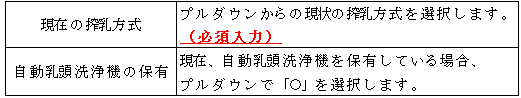 現在の搾乳方式
プルダウンからの現状の搾乳方式を選択します。
（必須入力）
自動乳頭洗浄機の保有
現在、自動乳頭洗浄機を保有している場合、
プルダウンで「○」を選択します。